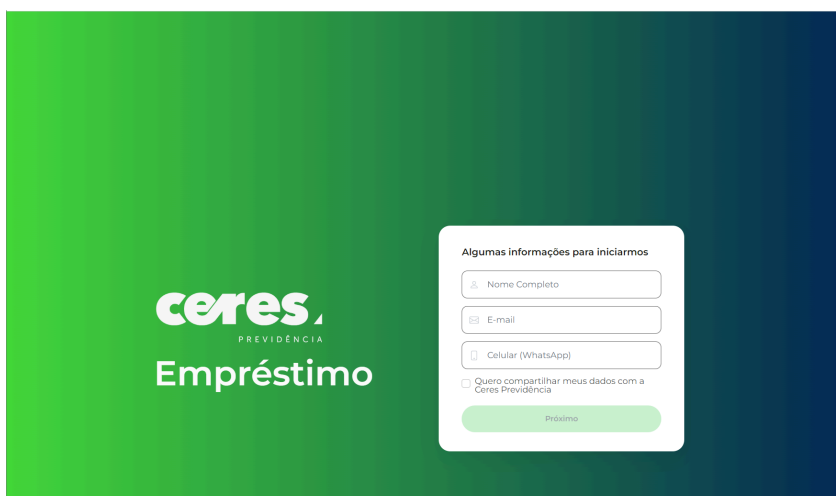 ceres
PREVIDÊNCIA
Empréstimo
Algumas informações para iniciarmos
Nome Completo
E-mail
Celular (WhatsApp)
Quero compartilhar meus dados com a
Ceres Previdência
Próximo